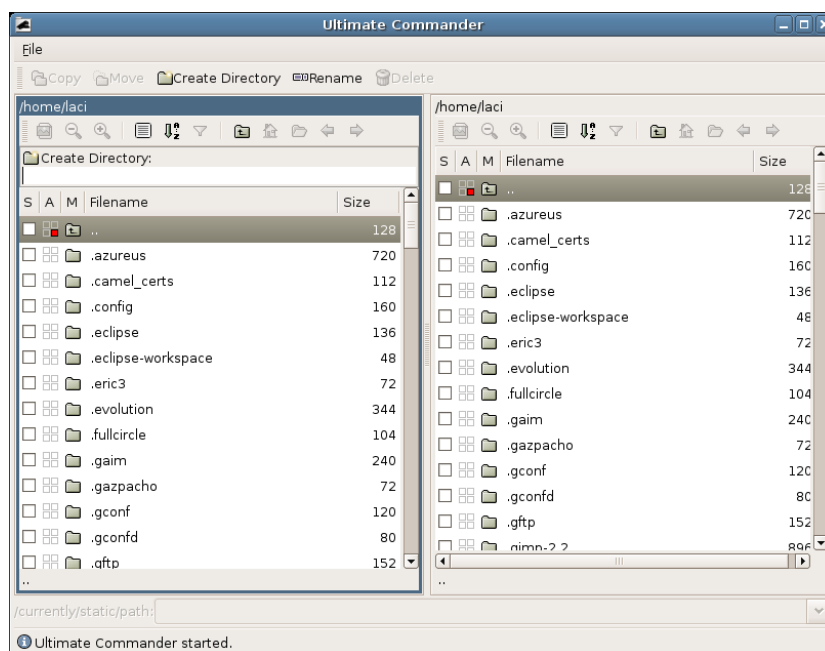 Ultimate Commander
File
Copy Move Create Directory Rename Delete
/home/laci
Create Directory:
S A M Filename Size
.. 128
.azureus 720
.camel_certs 112
.config 160
.eclipse 136
.eclipse-workspace 48
.eric3 72
.evolution 344
.fullcircle 104
.gaim 240
.gazpacho 72
.gconf 120
.gconfd 80
.gftp 152
..
/home/laci
S A M Filename Size
.. 128
.azureus 720
.camel_certs 112
.config 160
.eclipse 136
.eclipse-workspace 48
.eric3 72
.evolution 344
.fullcircle 104
.gaim 240
.gazpacho 72
.gconf 120
.gconfd 80
.gftp 152
.gimp-2.2 896
..
/currently/static/path:
Ultimate Commander started.